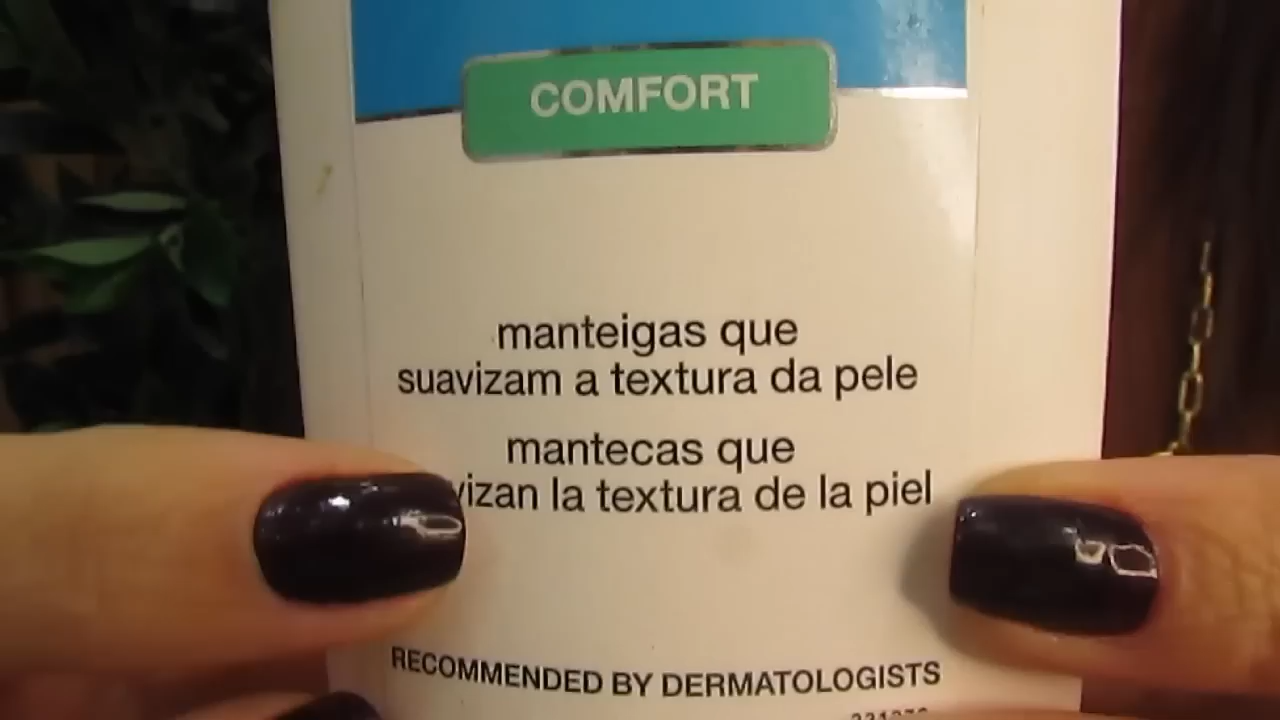 COMFORT
manteigas que
suavizam a textura da pele
mantecas que
vizan la textura de la piel
RECOMMENDED BY DERMATOLOGISTS